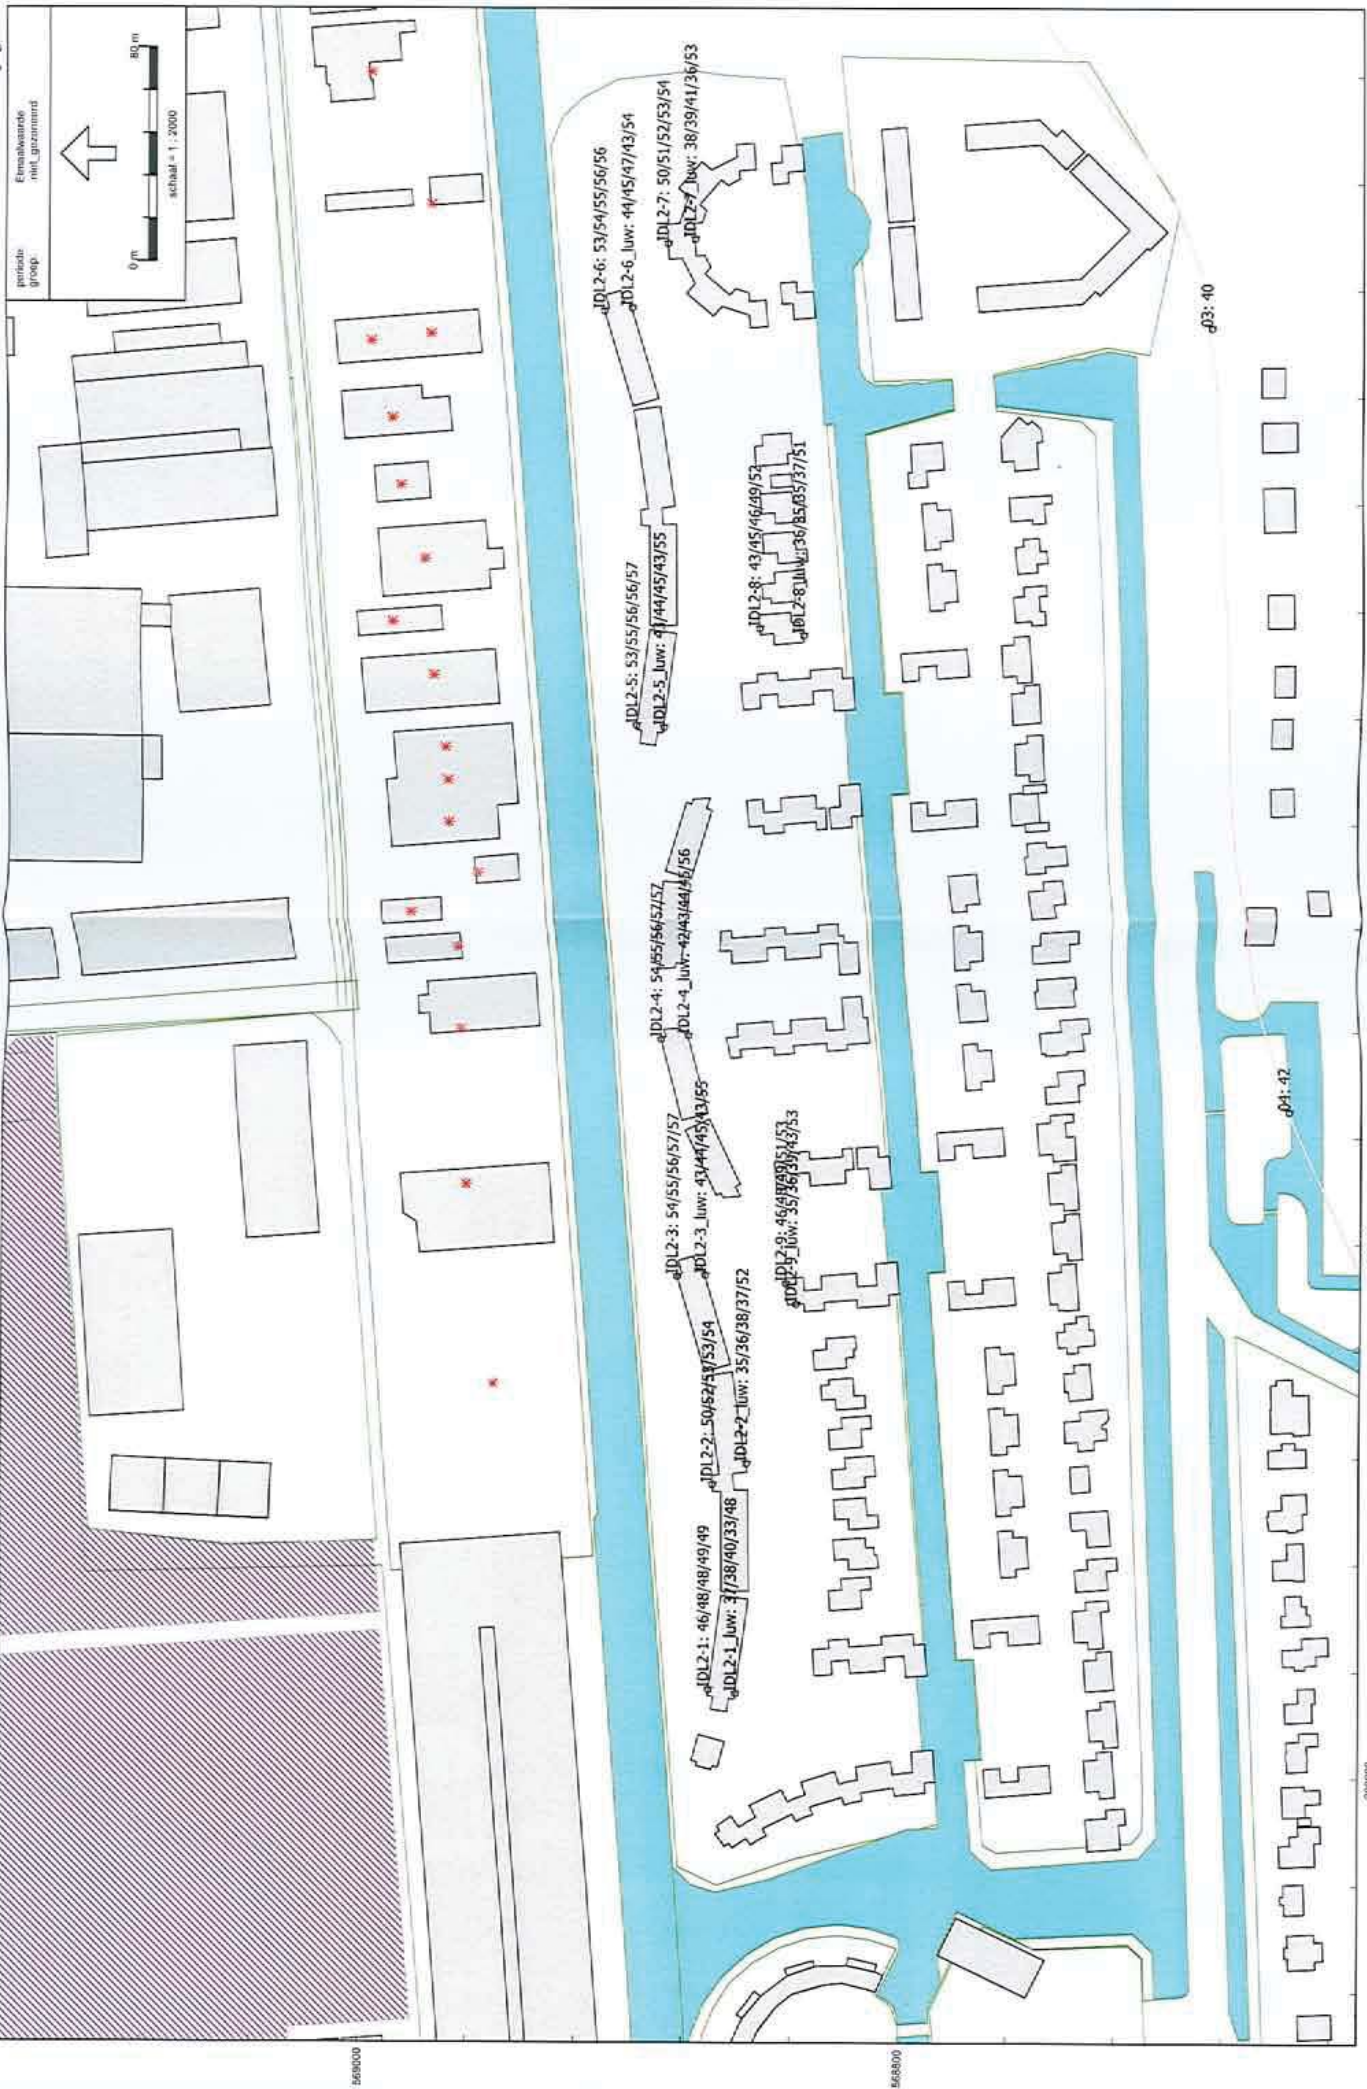 periode
groep:
Etmaalwaarde
niet_gezoneerd
0 m
80 m
schaal = 1 : 2000
IDL2-6: 53/54/55/56/56
IDL2-6_luw: 44/45/47/43/54
IDL2-7: 50/51/52/53/54
IDL2-7_luw: 38/39/41/36/53
IDL2-5: 53/55/56/56/57
IDL2-5_luw: 43/44/45/43/55
IDL2-8: 43/45/46/49/52
IDL2-8_luw: 36/35/35/37/51
03: 40
IDL2-4: 54/55/56/57/57
IDL2-4_luw: 42/43/44/45/56
IDL2-3: 54/55/56/57/57
IDL2-3_luw: 43/44/45/43/55
IDL2-9: 46/48/49/51/53
IDL2-9_luw: 35/36/39/43/53
04: 42
IDL2-2: 50/52/53/53/54
IDL2-2_luw: 35/36/38/37/52
IDL2-1: 46/48/48/49/49
IDL2-1_luw: 37/38/40/33/48
569000
568800